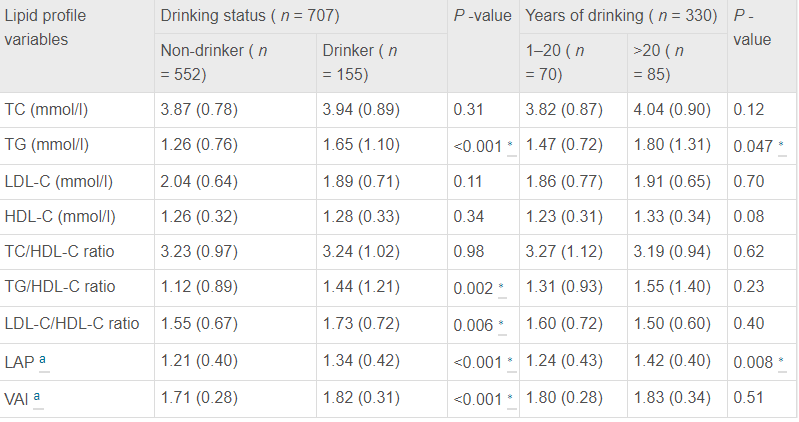 Lipid profile variables Drinking status ( n = 707) P -value Years of drinking ( n = 330) P - value
Non-drinker ( n = 552) Drinker ( n = 155) 1–20 ( n = 70) >20 ( n = 85)
TC (mmol/l) 3.87 (0.78) 3.94 (0.89) 0.31 3.82 (0.87) 4.04 (0.90) 0.12
TG (mmol/l) 1.26 (0.76) 1.65 (1.10) <0.001 * 1.47 (0.72) 1.80 (1.31) 0.047 *
LDL-C (mmol/l) 2.04 (0.64) 1.89 (0.71) 0.11 1.86 (0.77) 1.91 (0.65) 0.70
HDL-C (mmol/l) 1.26 (0.32) 1.28 (0.33) 0.34 1.23 (0.31) 1.33 (0.34) 0.08
TC/HDL-C ratio 3.23 (0.97) 3.24 (1.02) 0.98 3.27 (1.12) 3.19 (0.94) 0.62
TG/HDL-C ratio 1.12 (0.89) 1.44 (1.21) 0.002 * 1.31 (0.93) 1.55 (1.40) 0.23
LDL-C/HDL-C ratio 1.55 (0.67) 1.73 (0.72) 0.006 * 1.60 (0.72) 1.50 (0.60) 0.40
LAP a 1.21 (0.40) 1.34 (0.42) <0.001 * 1.24 (0.43) 1.42 (0.40) 0.008 *
VAI a 1.71 (0.28) 1.82 (0.31) <0.001 * 1.80 (0.28) 1.83 (0.34) 0.51